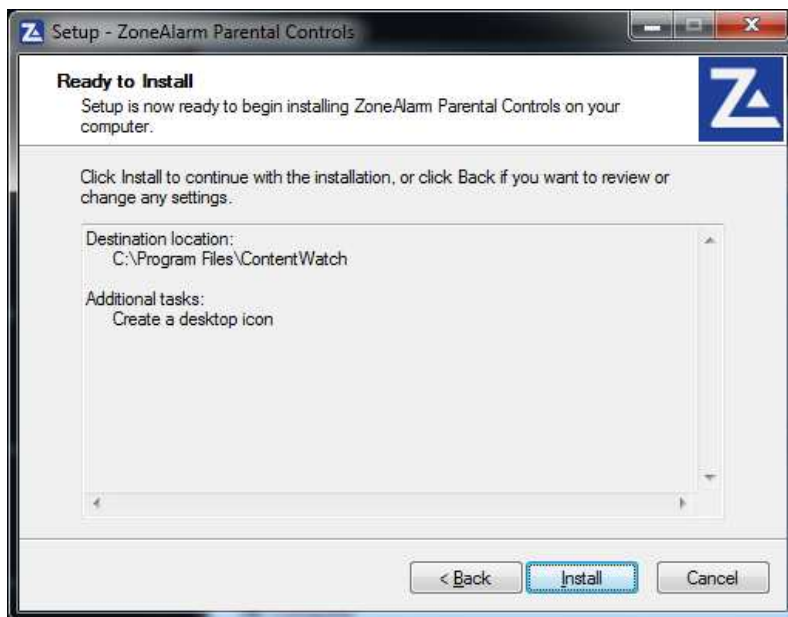 Setup - ZoneAlarm Parental Controls
Ready to Install
Setup is now ready to begin installing ZoneAlarm Parental Controls on your
computer.
Click Install to continue with the installation, or click Back if you want to review or
change any settings.
Destination location:
C:\Program Files\ContentWatch
Additional tasks:
Create a desktop icon
< Back
Install
Cancel